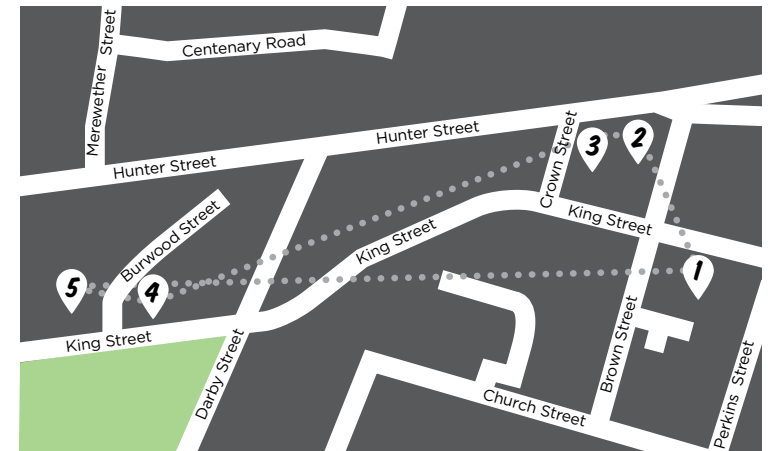 Merewether Street
Centenary Road
Hunter Street
Hunter Street
Crown Street
3
2
King Street
King Street
Burwood Street
1
5
4
King Street
Darby Street
Brown Street
Church Street
Perkins Street